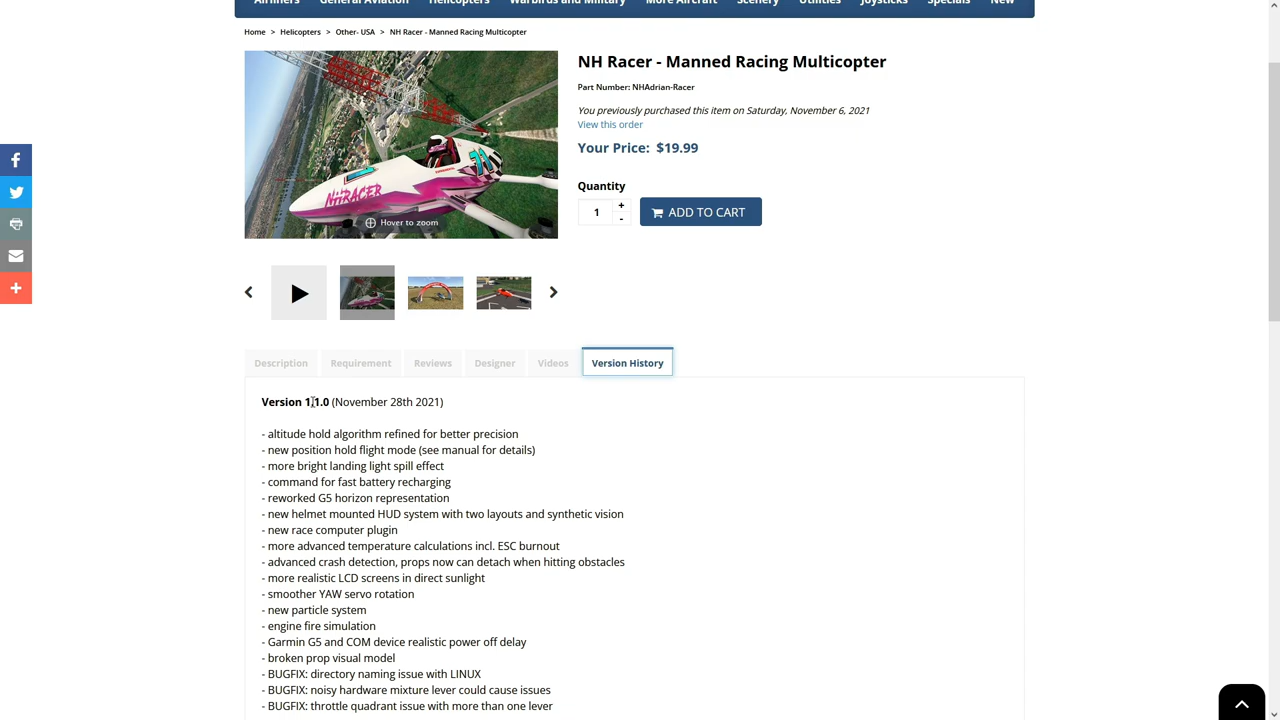 Airliners General Aviation Helicopters Warbirds and Military More Aircraft Scenery Utilities Joysticks Specials New
Home > Helicopters > Other- USA > NH Racer - Manned Racing Multicopter
NH Racer - Manned Racing Multicopter
Part Number: NHAdrian-Racer
You previously purchased this item on Saturday, November 6, 2021
View this order
Your Price: $19.99
Quantity
1 + -
ADD TO CART
NHRACER
Hover to zoom
Description Requirement Reviews Designer Videos Version History
Version 1.1.0 (November 28th 2021)
- altitude hold algorithm refined for better precision
- new position hold flight mode (see manual for details)
- more bright landing light spill effect
- command for fast battery recharging
- reworked G5 horizon representation
- new helmet mounted HUD system with two layouts and synthetic vision
- new race computer plugin
- more advanced temperature calculations incl. ESC burnout
- advanced crash detection, props now can detach when hitting obstacles
- more realistic LCD screens in direct sunlight
- smoother YAW servo rotation
- new particle system
- engine fire simulation
- Garmin G5 and COM device realistic power off delay
- broken prop visual model
- BUGFIX: directory naming issue with LINUX
- BUGFIX: noisy hardware mixture lever could cause issues
- BUGFIX: throttle quadrant issue with more than one lever